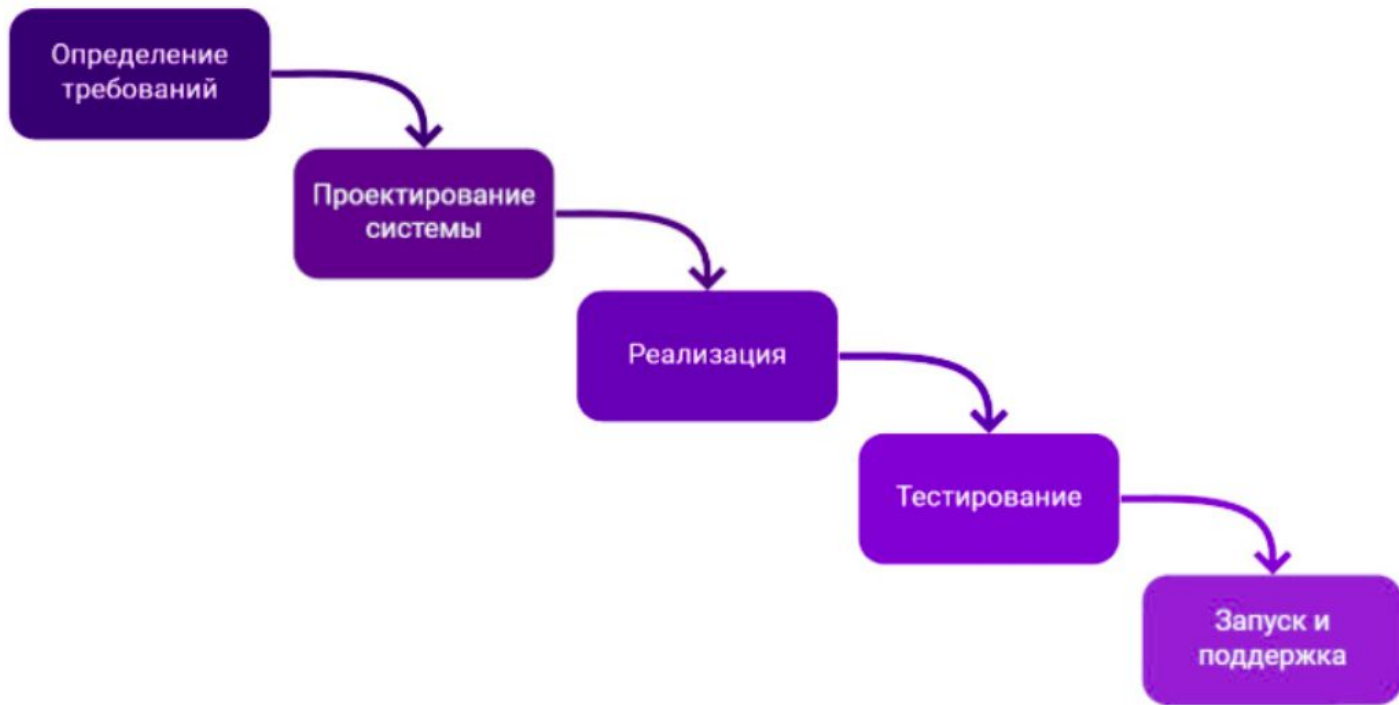 Определение
требований
Проектирование
системы
Реализация
Тестирование
Запуск и
поддержка